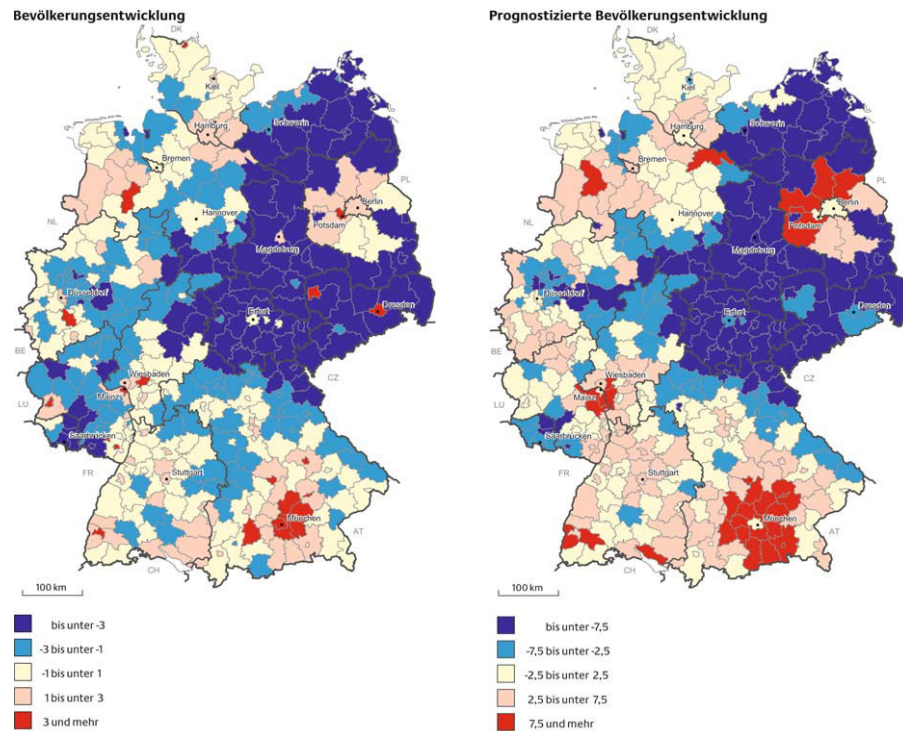 Bevölkerungsentwicklung
DK
Kiel
Hamburg
Schwerin
Bremen
PL
Berlin
NL
Hannover
Potsdam
Magdeburg
Düsseldorf
Erfurt
Dresden
BE
Wiesbaden
CZ
LU
Mainz
Saarbrücken
FR
Stuttgart
München
AT
CH
100 km
bis unter -3
-3 bis unter -1
-1 bis unter 1
1 bis unter 3
3 und mehr
Prognostizierte Bevölkerungsentwicklung
DK
Kiel
Hamburg
Schwerin
Bremen
PL
Berlin
NL
Hannover
Potsdam
Magdeburg
Düsseldorf
Erfurt
Dresden
BE
Wiesbaden
CZ
LU
Mainz
Saarbrücken
FR
Stuttgart
München
AT
CH
100 km
bis unter -7,5
-7,5 bis unter -2,5
-2,5 bis unter 2,5
2,5 bis unter 7,5
7,5 und mehr